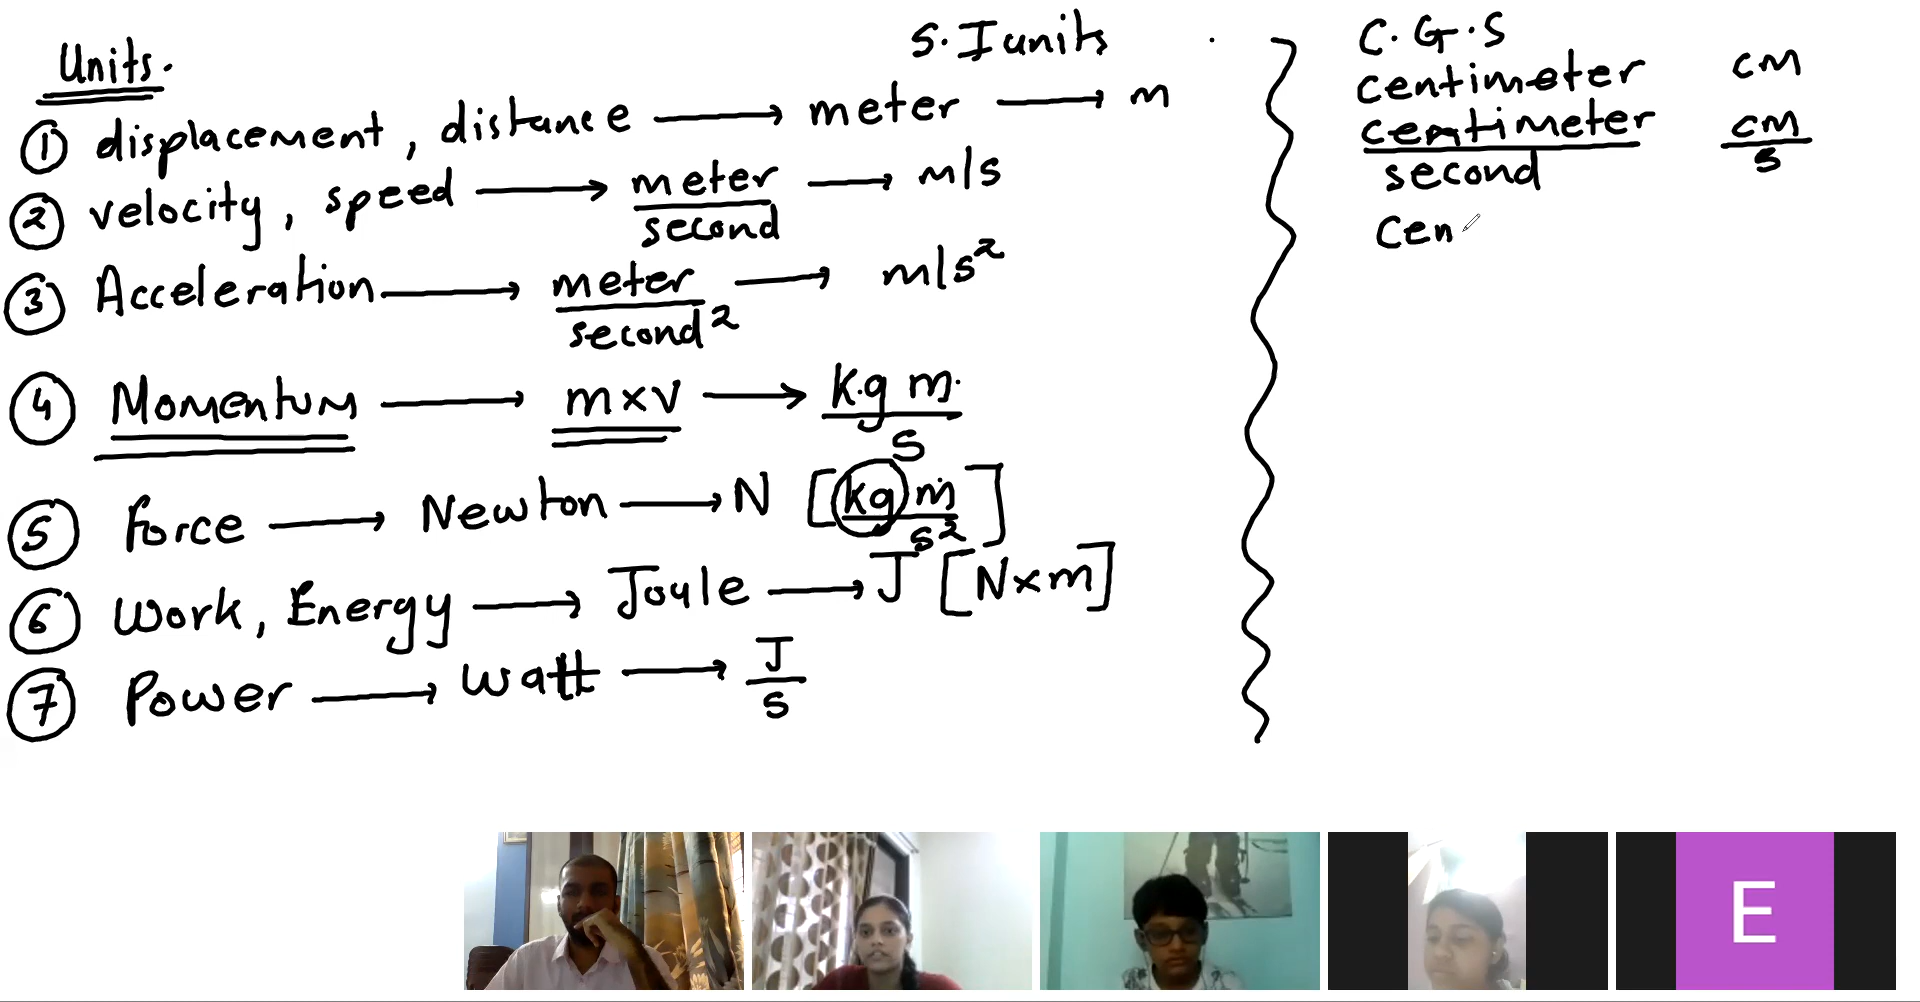 Units.
S.I units
① displacement, distance → meter → m
② velocity, speed → meter/second → m/s
③ Acceleration → meter/second² → m/s²
④ Momentum → m×v → k.g m./s
⑤ Force → Newton → N [kg m/s²]
⑥ Work, Energy → Joule → J [N×m]
⑦ Power → Watt → J/s
C.G.S
centimeter cm
centimeter/second cm/s
cen
E